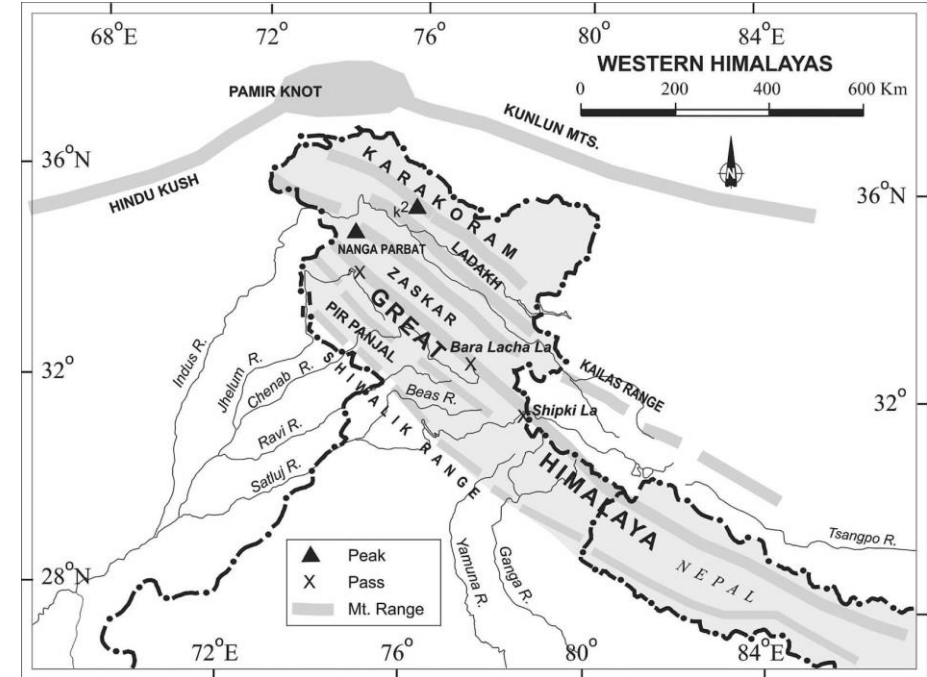 68°E
72°E
76°E
80°E
84°E
WESTERN HIMALAYAS
0 200 400 600 Km
PAMIR KNOT
KUNLUN MTS.
N
36°N
36°N
HINDU KUSH
KARAKORAM
k²
NANGA PARBAT
LADAKH
ZASKAR
GREAT
PIR PANJAL
Bara Lacha La
32°
32°
Indus R.
Jhelum R.
Chenab R.
SHIWALIK RANGE
Beas R.
KAILAS RANGE
Shipki La
Ravi R.
Satluj R.
HIMALAYA
Tsangpo R.
Yamuna R.
Ganga R.
NEPAL
28°N
Peak
Pass
Mt. Range
72°E
76°E
80°E
84°E